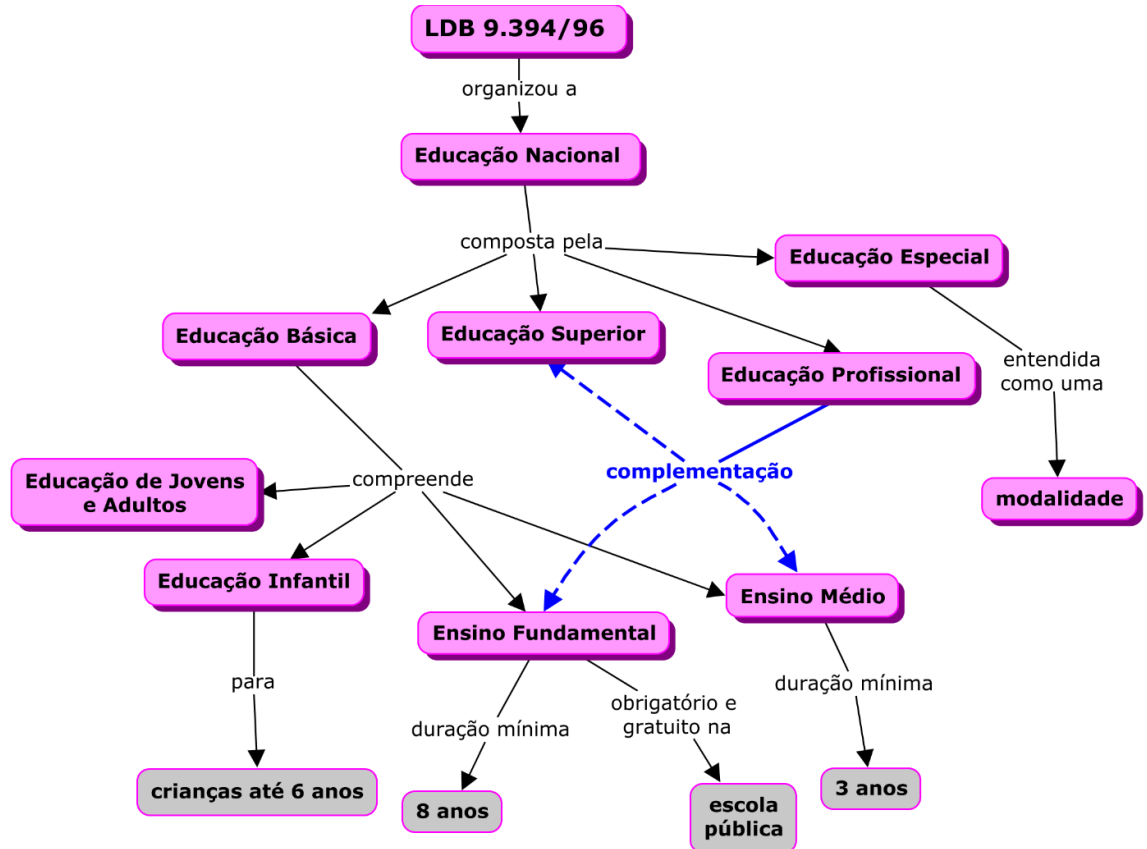 LDB 9.394/96
organizou a
Educação Nacional
composta pela
Educação Especial
Educação Básica
Educação Superior
Educação Profissional
entendida
como uma
modalidade
complementação
compreende
Educação de Jovens
e Adultos
Educação Infantil
Ensino Fundamental
Ensino Médio
para
duração mínima
obrigatório e
gratuito na
duração mínima
crianças até 6 anos
8 anos
escola
pública
3 anos